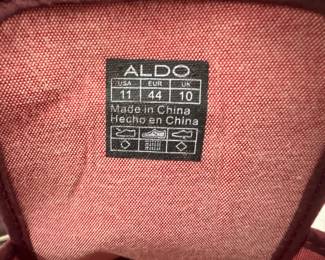 ALDO
USA EUR UK
11 44 10
Made in China
Hecho en China